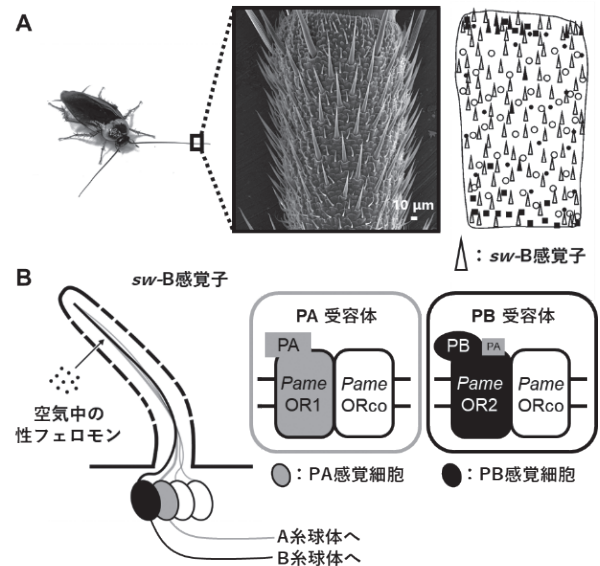 A
10 μm
: sw-B感覚子
B
sw-B感覚子
空気中の
性フェロモン
A糸球体へ
B糸球体へ
PA 受容体
PA
Pame
OR1
Pame
ORco
: PA感覚細胞
PB 受容体
PB
PA
Pame
OR2
Pame
ORco
: PB感覚細胞